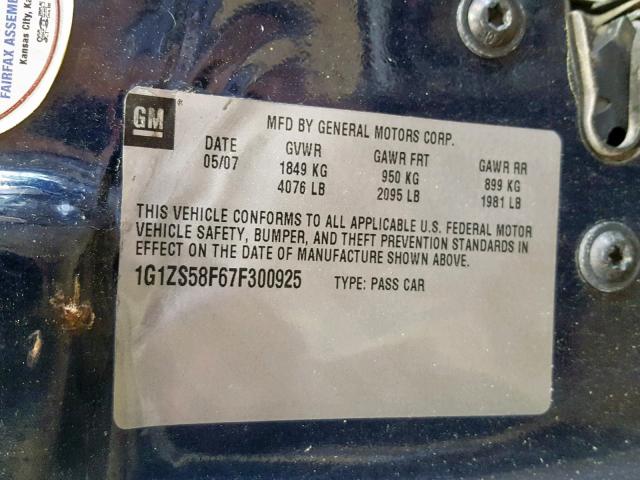 FAIRFAX ASSEM
Kansas City, Ka
GM ®
MFD BY GENERAL MOTORS CORP.
DATE GVWR GAWR FRT GAWR RR
05/07 1849 KG 950 KG 899 KG
4076 LB 2095 LB 1981 LB
THIS VEHICLE CONFORMS TO ALL APPLICABLE U.S. FEDERAL MOTOR
VEHICLE SAFETY, BUMPER, AND THEFT PREVENTION STANDARDS IN
EFFECT ON THE DATE OF MANUFACTURE SHOWN ABOVE.
1G1ZS58F67F300925 TYPE: PASS CAR